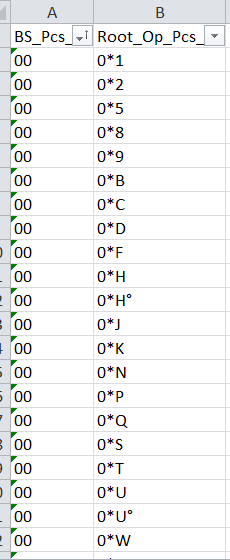 A B
BS_Pcs_ Root_Op_Pcs_
00 0*1
00 0*2
00 0*5
00 0*8
00 0*9
00 0*B
00 0*C
00 0*D
00 0*F
00 0*H
00 0*H°
00 0*J
00 0*K
00 0*N
00 0*P
00 0*Q
00 0*S
00 0*T
00 0*U
00 0*U°
00 0*W